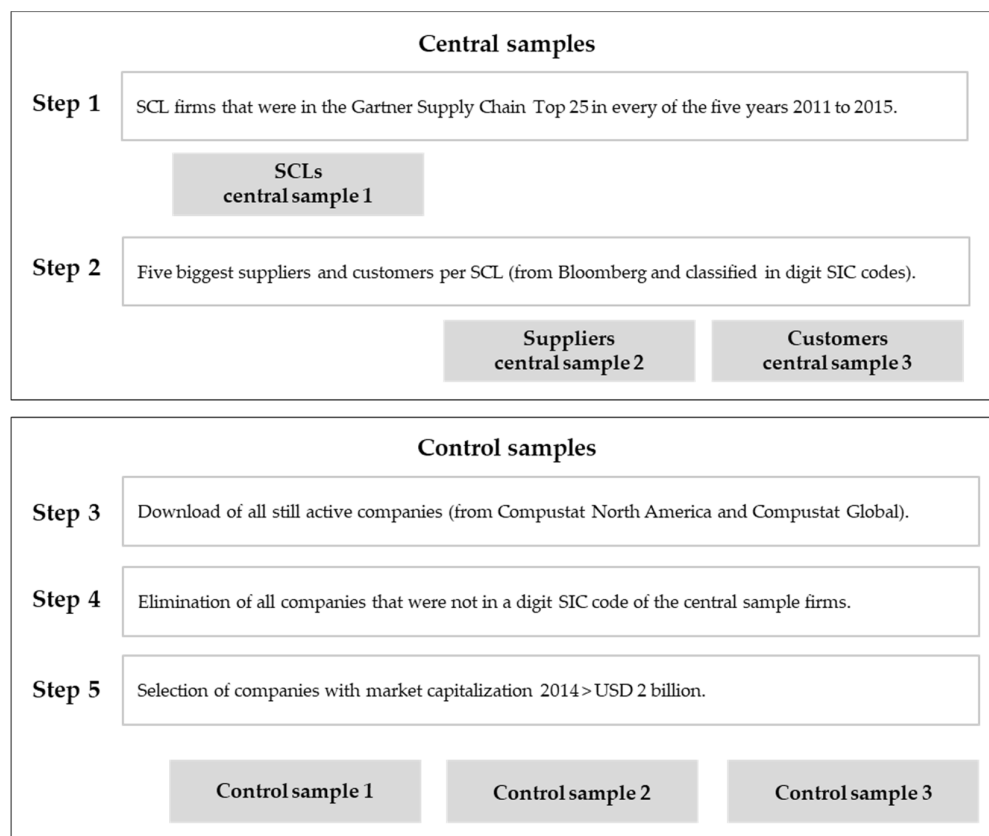 Central samples
Step 1
SCL firms that were in the Gartner Supply Chain Top 25 in every of the five years 2011 to 2015.
SCLs
central sample 1
Step 2
Five biggest suppliers and customers per SCL (from Bloomberg and classified in digit SIC codes).
Suppliers
central sample 2
Customers
central sample 3
Control samples
Step 3
Download of all still active companies (from Compustat North America and Compustat Global).
Step 4
Elimination of all companies that were not in a digit SIC code of the central sample firms.
Step 5
Selection of companies with market capitalization 2014 > USD 2 billion.
Control sample 1
Control sample 2
Control sample 3